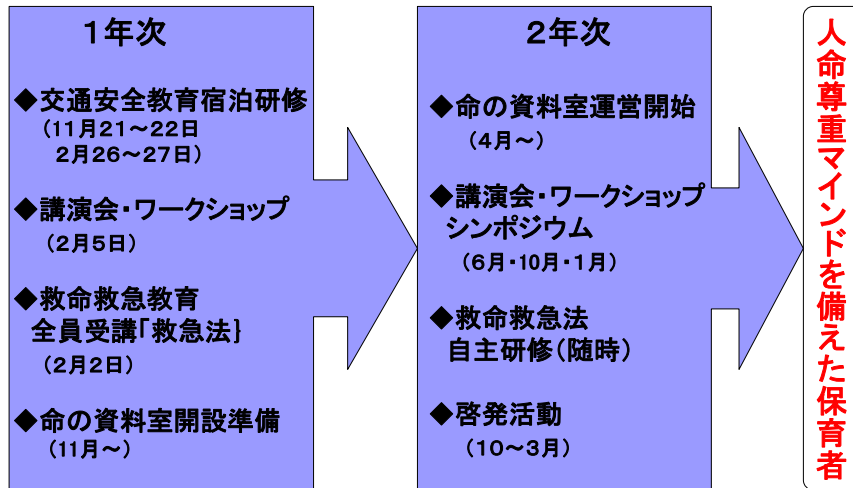 1年次
◆交通安全教育宿泊研修
(11月21~22日
2月26~27日)
◆講演会・ワークショップ
(2月5日)
◆救命救急教育
全員受講「救急法}
(2月2日)
◆命の資料室開設準備
(11月~)
2年次
◆命の資料室運営開始
(4月~)
◆講演会・ワークショップ
シンポジウム
(6月・10月・1月)
◆救命救急法
自主研修(随時)
◆啓発活動
(10~3月)
人命尊重マインドを備えた保育者